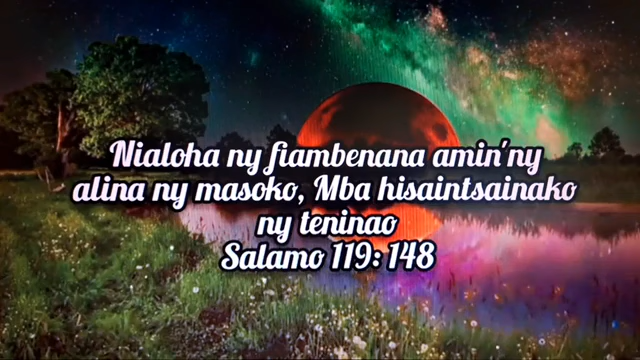 Nialoha ny fiambenana amin'ny
alina ny masoko, Mba hisaintsainako
ny teninao
Salamo 119: 148